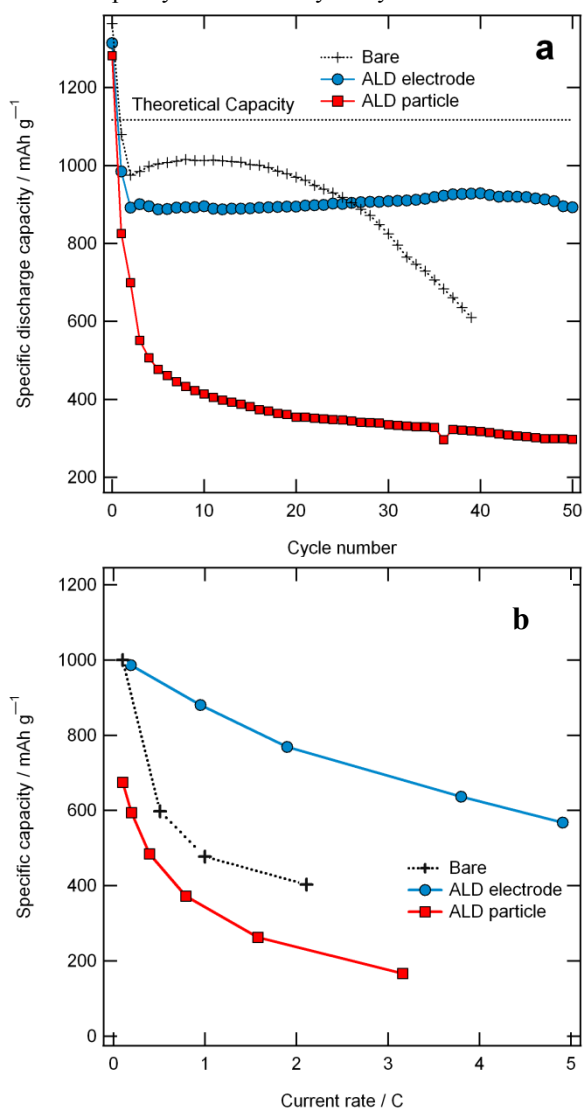 a
Bare
ALD electrode
ALD particle
Theoretical Capacity
Specific discharge capacity / mAh g⁻¹
1200
1000
800
600
400
200
0
10
20
30
40
50
Cycle number
b
Bare
ALD electrode
ALD particle
Specific capacity / mAh g⁻¹
1200
1000
800
600
400
200
0
0
1
2
3
4
5
Current rate / C